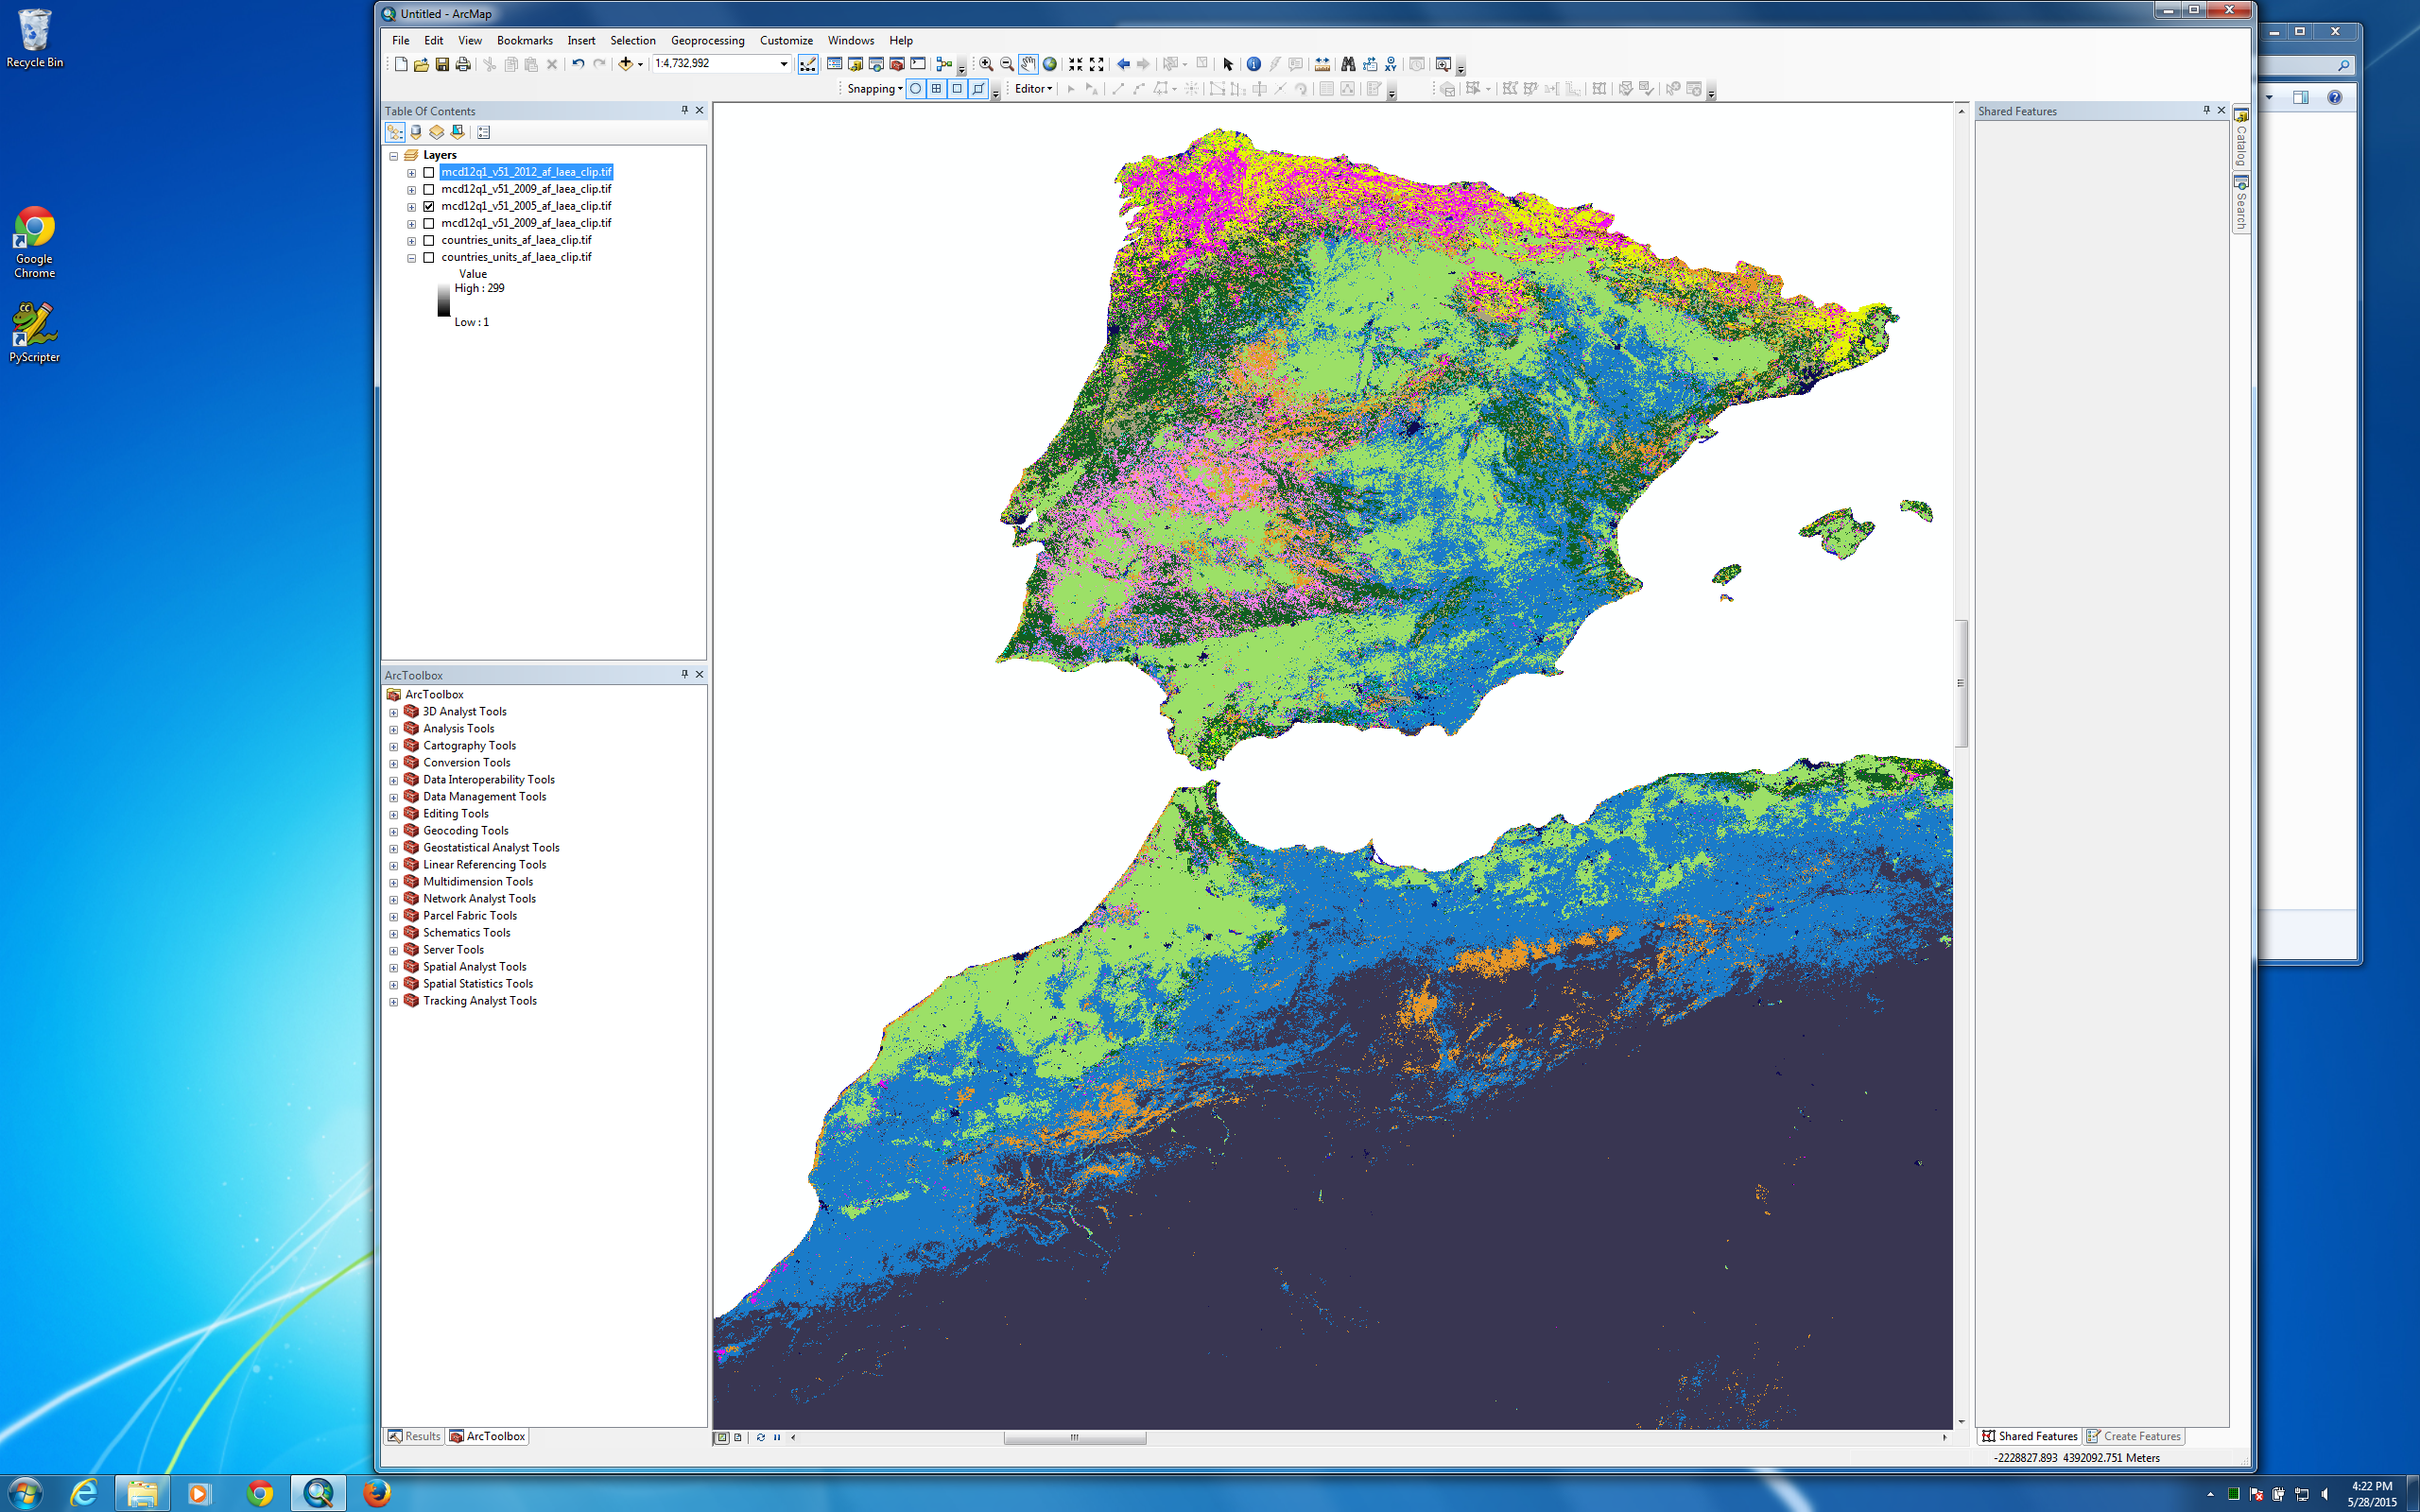 Recycle Bin
Google
Chrome
PyScripter
Untitled - ArcMap
File Edit View Bookmarks Insert Selection Geoprocessing Customize Windows Help
1:4,732,992
Snapping Editor
Table Of Contents
Layers
mcd12q1_v51_2012_af_laea_clip.tif
mcd12q1_v51_2009_af_laea_clip.tif
mcd12q1_v51_2005_af_laea_clip.tif
mcd12q1_v51_2009_af_laea_clip.tif
countries_units_af_laea_clip.tif
countries_units_af_laea_clip.tif
Value
High : 299
Low : 1
ArcToolbox
ArcToolbox
3D Analyst Tools
Analysis Tools
Cartography Tools
Conversion Tools
Data Interoperability Tools
Data Management Tools
Editing Tools
Geocoding Tools
Geostatistical Analyst Tools
Linear Referencing Tools
Multidimension Tools
Network Analyst Tools
Parcel Fabric Tools
Schematics Tools
Server Tools
Spatial Analyst Tools
Spatial Statistics Tools
Tracking Analyst Tools
Results ArcToolbox
Shared Features
Catalog
Search
Shared Features Create Features
-2228827.893 4392092.751 Meters
4:22 PM
5/28/2015